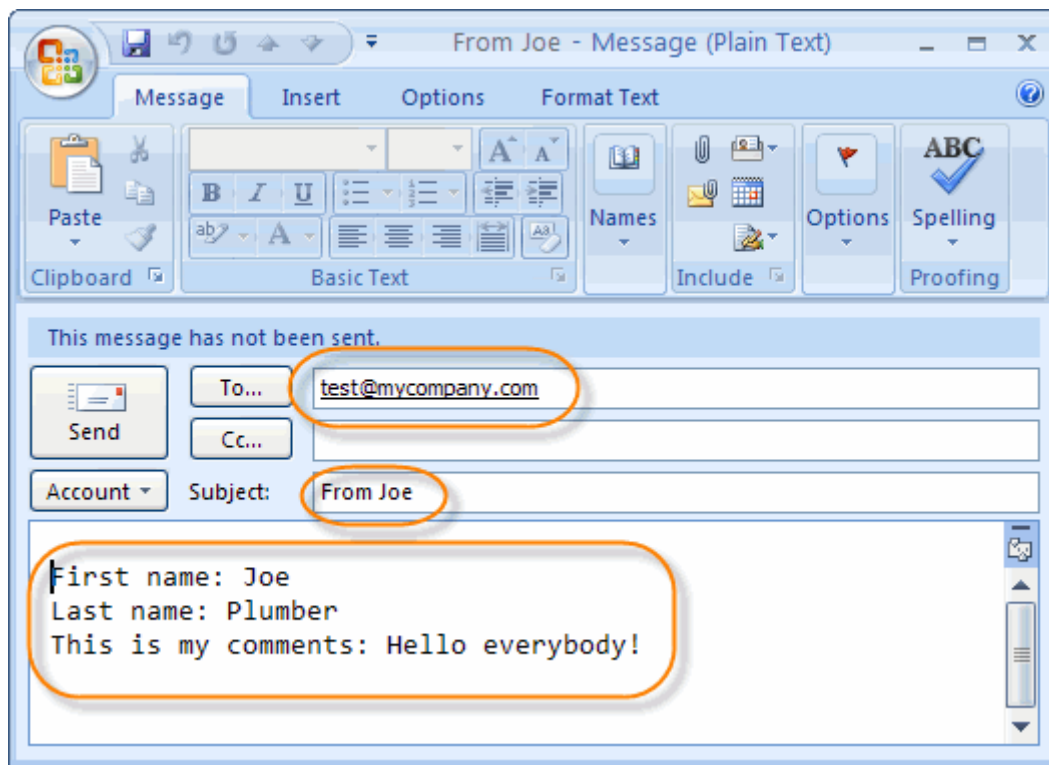 From Joe - Message (Plain Text)
Message Insert Options Format Text
Paste
B I U
A A
ab A Aa
Names
Options
ABC
Spelling
Clipboard Basic Text Include Proofing
This message has not been sent.
Send
To... test@mycompany.com
Cc...
Account Subject: From Joe
First name: Joe
Last name: Plumber
This is my comments: Hello everybody!